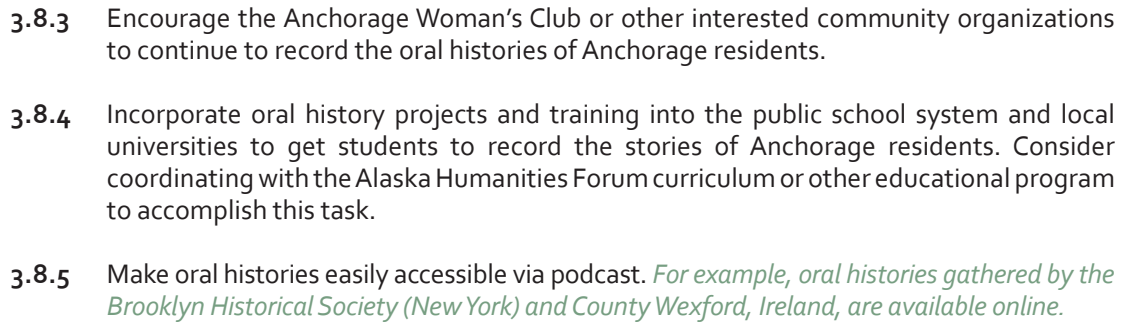 3.8.3 Encourage the Anchorage Woman's Club or other interested community organizations
to continue to record the oral histories of Anchorage residents.
3.8.4 Incorporate oral history projects and training into the public school system and local
universities to get students to record the stories of Anchorage residents. Consider
coordinating with the Alaska Humanities Forum curriculum or other educational program
to accomplish this task.
3.8.5 Make oral histories easily accessible via podcast. For example, oral histories gathered by the
Brooklyn Historical Society (New York) and County Wexford, Ireland, are available online.